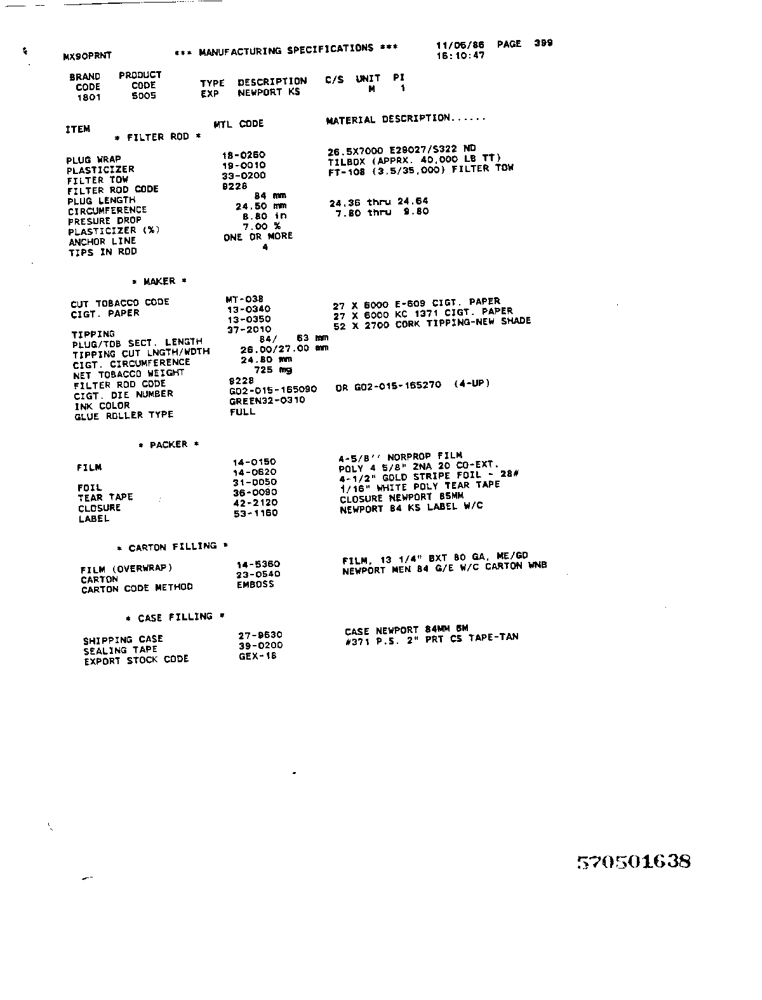 MX90PRNT *** MANUFACTURING SPECIFICATIONS *** 11/06/86 PAGE 399
16:10:47
BRAND PRODUCT
CODE CODE TYPE DESCRIPTION C/S UNIT PI
1801 5005 EXP NEWPORT KS M 1
ITEM MTL CODE MATERIAL DESCRIPTION......
* FILTER ROD *
PLUG WRAP 18-0260 26.5X7000 E28027/S322 ND
PLASTICIZER 19-0010 TILBOX (APPRX. 40,000 LB TT)
FILTER TOW 33-0200 FT-108 (3.5/35,000) FILTER TOW
FILTER ROD CODE 9228
PLUG LENGTH 84 mm
CIRCUMFERENCE 24.50 mm 24.36 thru 24.64
PRESURE DROP 8.80 in 7.80 thru 9.80
PLASTICIZER (%) 7.00 %
ANCHOR LINE ONE OR MORE
TIPS IN ROD 4
* MAKER *
CUT TOBACCO CODE MT-038
CIGT. PAPER 13-0340 27 X 6000 E-609 CIGT. PAPER
13-0350 27 X 6000 KC 1371 CIGT. PAPER
TIPPING 37-2010 52 X 2700 CORK TIPPING-NEW SHADE
PLUG/TOB SECT. LENGTH 84/ 63 mm
TIPPING CUT LNGTH/WDTH 26.00/27.00 mm
CIGT. CIRCUMFERENCE 24.80 mm
NET TOBACCO WEIGHT 725 mg
FILTER ROD CODE 9228
CIGT. DIE NUMBER G02-015-165090 OR G02-015-165270 (4-UP)
INK COLOR GREEN32-0310
GLUE ROLLER TYPE FULL
* PACKER *
FILM 14-0150 4-5/8'' NORPROP FILM
14-0620 POLY 4 5/8" 2NA 20 CO-EXT.
FOIL 31-0050 4-1/2" GOLD STRIPE FOIL - 28#
TEAR TAPE 36-0090 1/16" WHITE POLY TEAR TAPE
CLOSURE 42-2120 CLOSURE NEWPORT 85MM
LABEL 53-1160 NEWPORT 84 KS LABEL W/C
* CARTON FILLING *
FILM (OVERWRAP) 14-5360 FILM, 13 1/4" BXT 80 GA, ME/GD
CARTON 23-0540 NEWPORT MEN 84 G/E W/C CARTON WNB
CARTON CODE METHOD EMBOSS
* CASE FILLING *
SHIPPING CASE 27-9630 CASE NEWPORT 84MM 6M
SEALING TAPE 39-0200 #371 P.S. 2" PRT CS TAPE-TAN
EXPORT STOCK CODE GEX-18
570501638